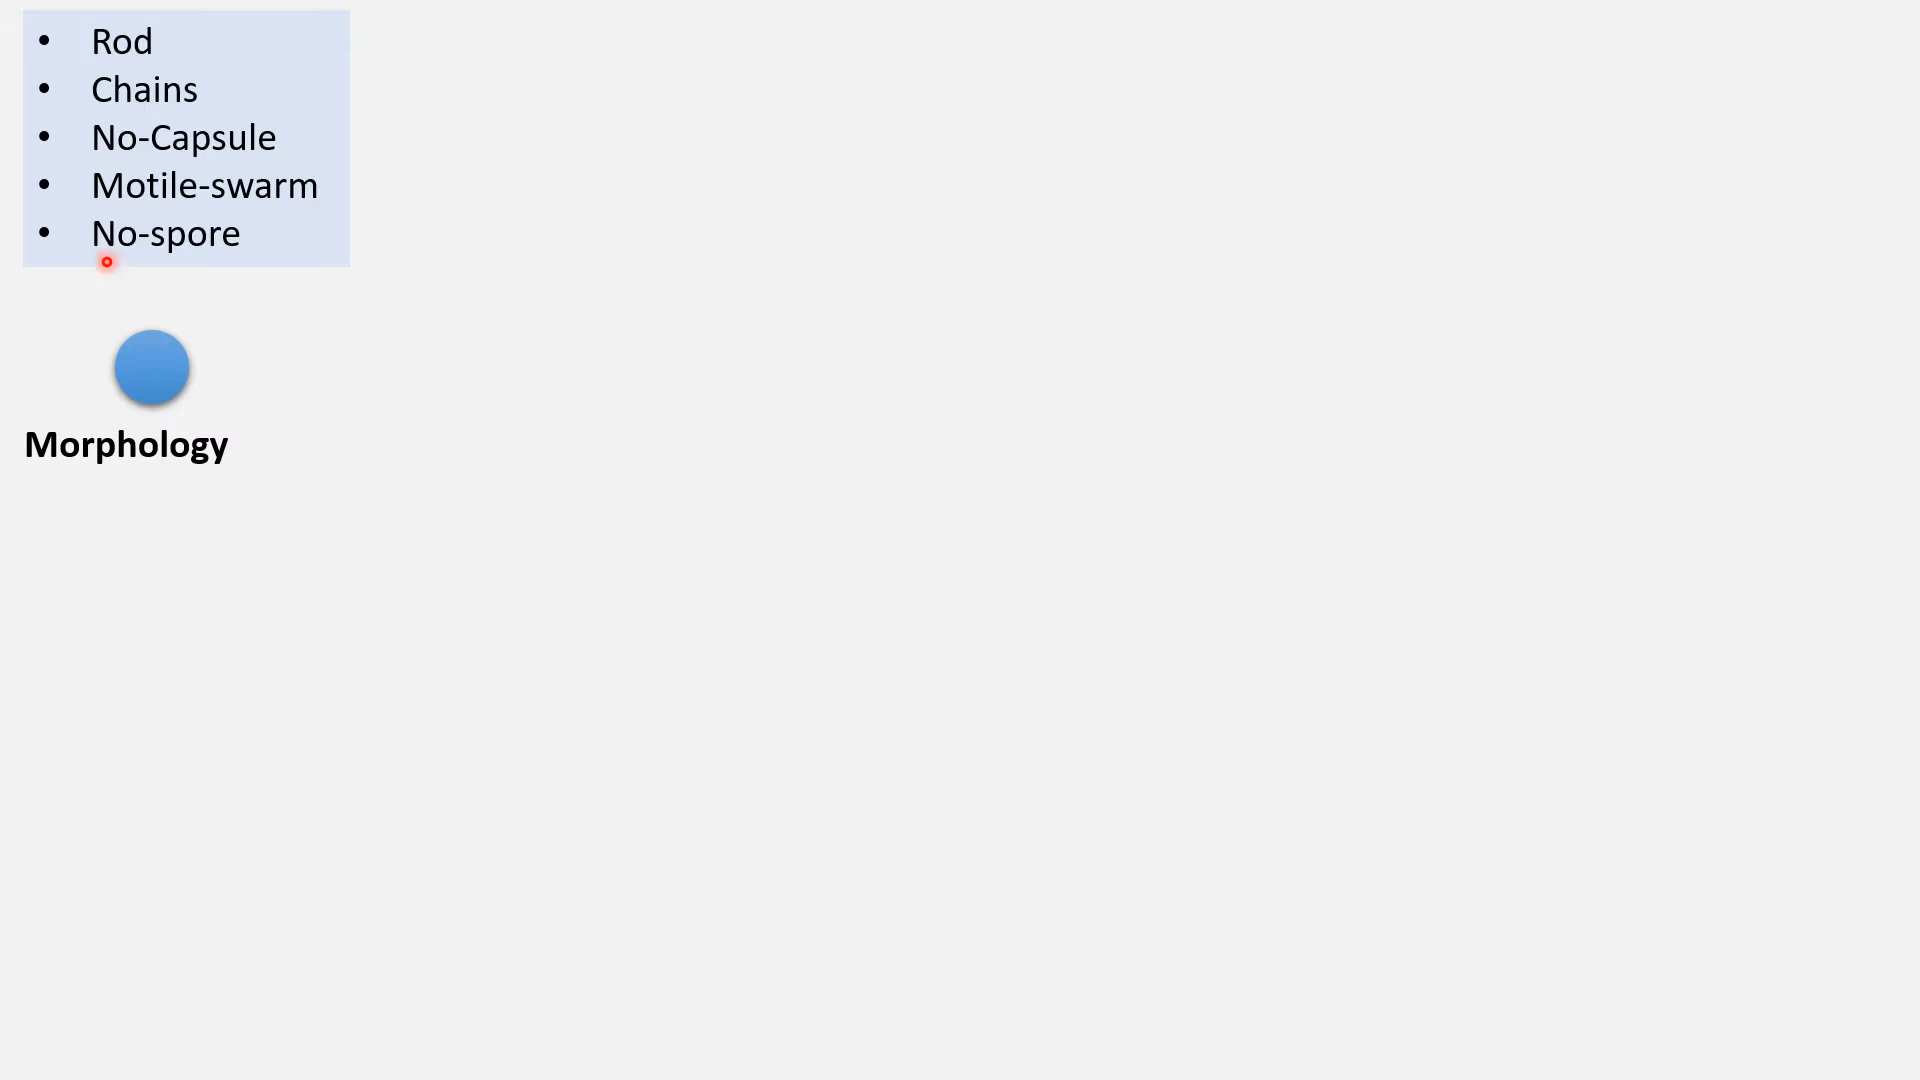 • Rod
• Chains
• No-Capsule
• Motile-swarm
• No-spore
Morphology